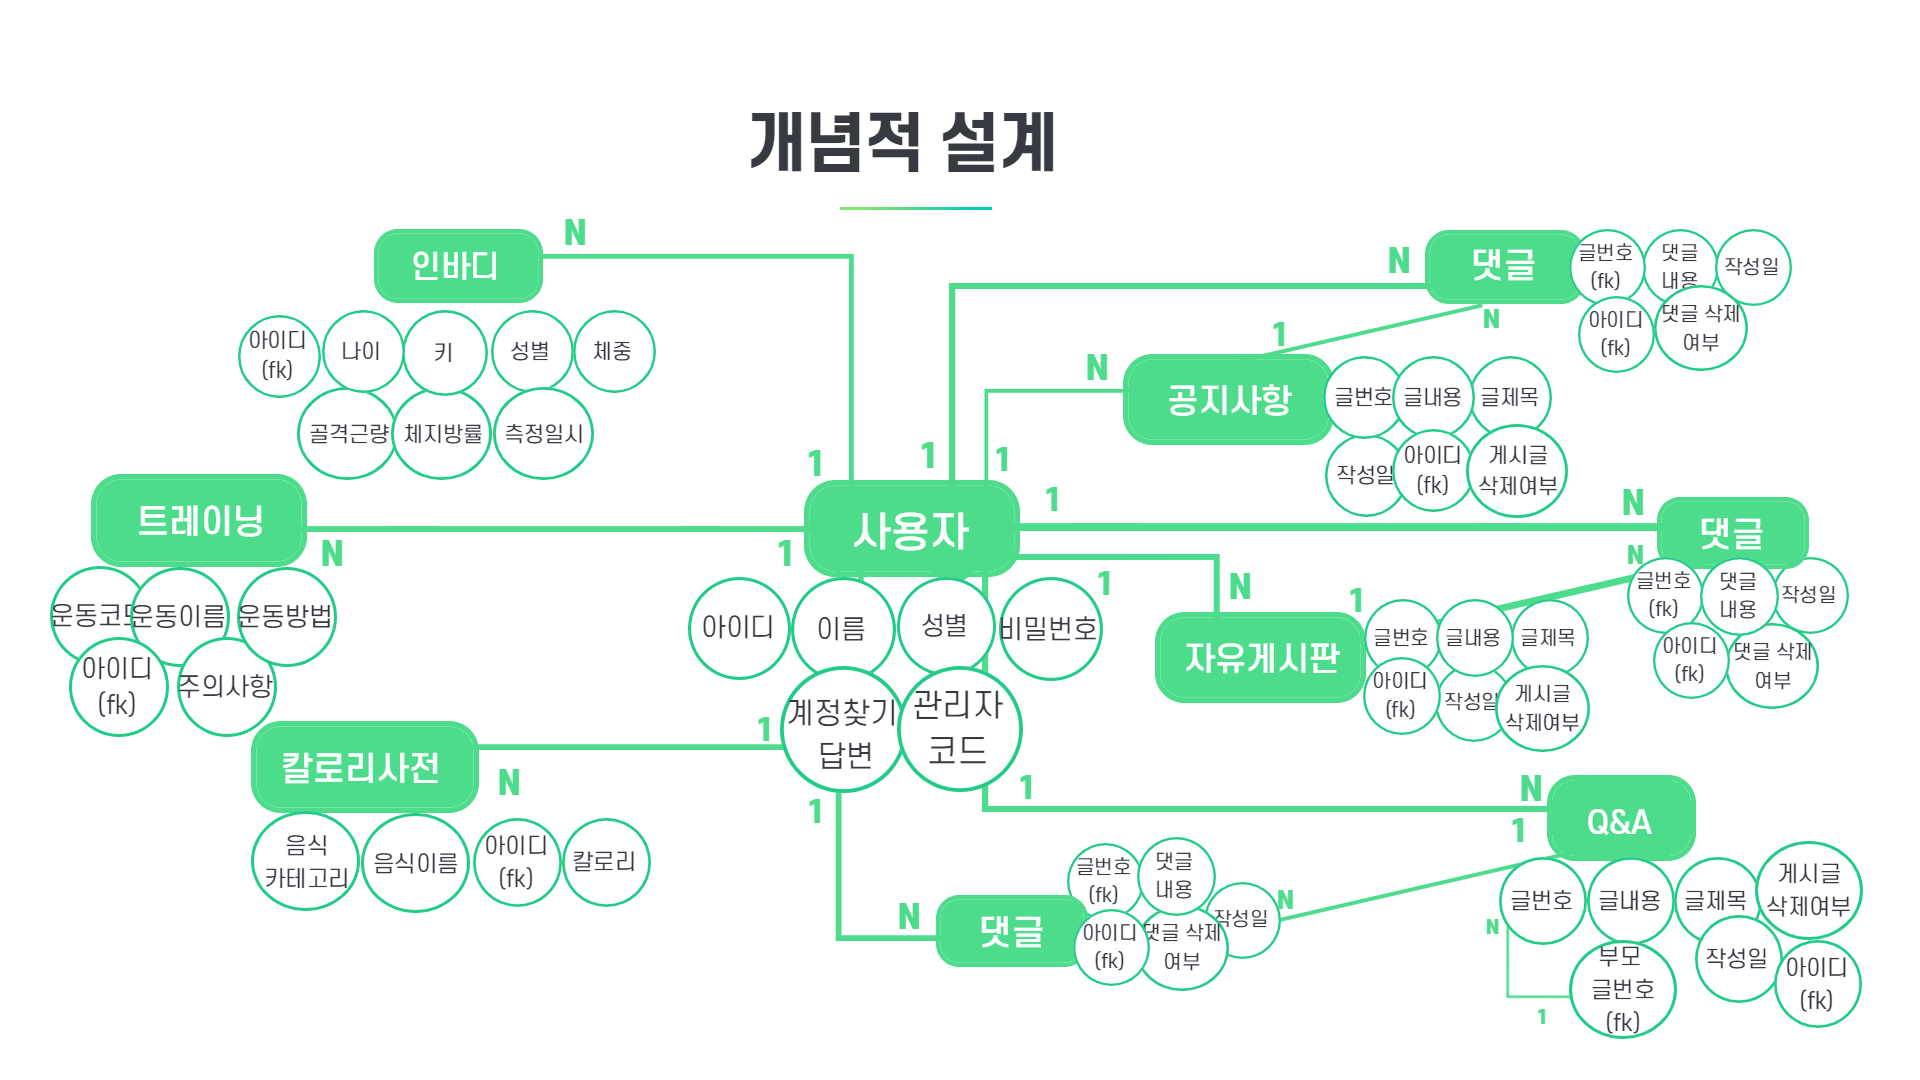 개념적 설계
인바디
N
아이디
(fk)
나이
키
성별
체중
골격근량
체지방률
측정일시
1
트레이닝
N
1
운동코드
운동이름
운동방법
아이디
(fk)
주의사항
칼로리사전
N
1
음식
카테고리
음식이름
아이디
(fk)
칼로리
사용자
아이디
이름
성별
비밀번호
계정찾기
답변
관리자
코드
1
N
댓글
글번호
(fk)
댓글
내용
작성일
아이디
(fk)
댓글 삭제
여부
N
1
1
N
공지사항
글번호
글내용
글제목
작성일
아이디
(fk)
게시글
삭제여부
1
N
댓글
N
글번호
(fk)
댓글
내용
작성일
아이디
(fk)
댓글 삭제
여부
1
N
자유게시판
1
글번호
글내용
글제목
아이디
(fk)
작성일
게시글
삭제여부
1
N
Q&A
1
글번호
글내용
글제목
게시글
삭제여부
작성일
아이디
(fk)
부모
글번호
(fk)
N
1
1
N
댓글
글번호
(fk)
댓글
내용
작성일
아이디
(fk)
댓글 삭제
여부
N